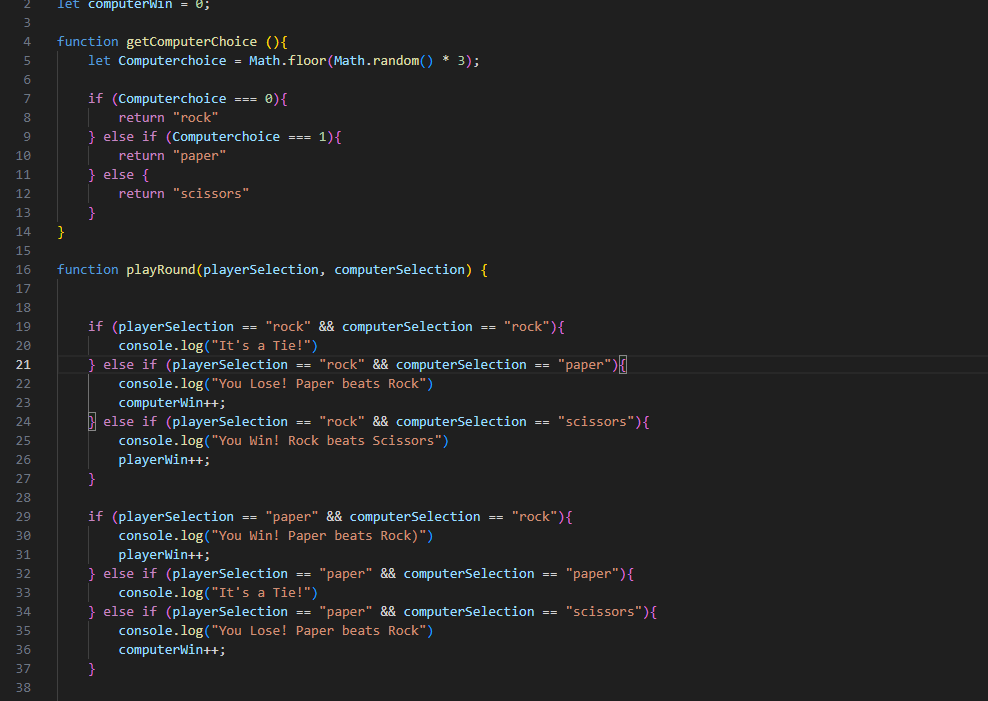 2 let computerWin = 0;
3
4 function getComputerChoice (){
5     let Computerchoice = Math.floor(Math.random() * 3);
6
7     if (Computerchoice === 0){
8         return "rock"
9     } else if (Computerchoice === 1){
10         return "paper"
11     } else {
12         return "scissors"
13     }
14 }
15
16 function playRound(playerSelection, computerSelection) {
17
18
19     if (playerSelection == "rock" && computerSelection == "rock"){
20         console.log("It's a Tie!")
21     } else if (playerSelection == "rock" && computerSelection == "paper"){
22         console.log("You Lose! Paper beats Rock")
23         computerWin++;
24     } else if (playerSelection == "rock" && computerSelection == "scissors"){
25         console.log("You Win! Rock beats Scissors")
26         playerWin++;
27     }
28
29     if (playerSelection == "paper" && computerSelection == "rock"){
30         console.log("You Win! Paper beats Rock)")
31         playerWin++;
32     } else if (playerSelection == "paper" && computerSelection == "paper"){
33         console.log("It's a Tie!")
34     } else if (playerSelection == "paper" && computerSelection == "scissors"){
35         console.log("You Lose! Paper beats Rock")
36         computerWin++;
37     }
38